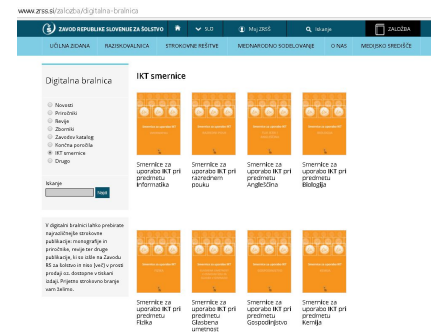 www.zrss.si/zalozba/digitalna-bralnica
ZAVOD REPUBLIKE SLOVENIJE ZA ŠOLSTVO
SLO
Moj ZRSŠ
Iskanje
ZALOŽBA
UČILNA ZIDANA
RAZISKOVALNICA
STROKOVNE REŠITVE
MEDNARODNO SODELOVANJE
O NAS
MEDIJSKO SREDIŠČE
Digitalna bralnica
Novosti
Priročniki
Revije
Zborniki
Zavodov katalog
Končna poročila
IKT smernice
Drugo
Iskanje
V digitalni bralnici lahko prebirate
najrazličnejše strokovne
publikacije: monografije in
priročnike, revije ter druge
publikacije, ki so izšle na Zavodu
RS za šolstvo in niso (več) v prosti
prodaji oz. dostopne v tiskani
izdaji. Prijetno strokovno branje
vam želimo.
IKT smernice
Smernice za
uporabo IKT pri
predmetu
Informatika
Smernice za
uporabo IKT pri
razrednem
pouku
Smernice za
uporabo IKT pri
predmetu
Angleščina
Smernice za
uporabo IKT pri
predmetu
Biologija
Smernice za
uporabo IKT pri
predmetu
Fizika
Smernice za
uporabo IKT pri
predmetu
Glasbena
umetnost
Smernice za
uporabo IKT pri
predmetu
Gospodinjstvo
Smernice za
uporabo IKT pri
predmetu
Kemija